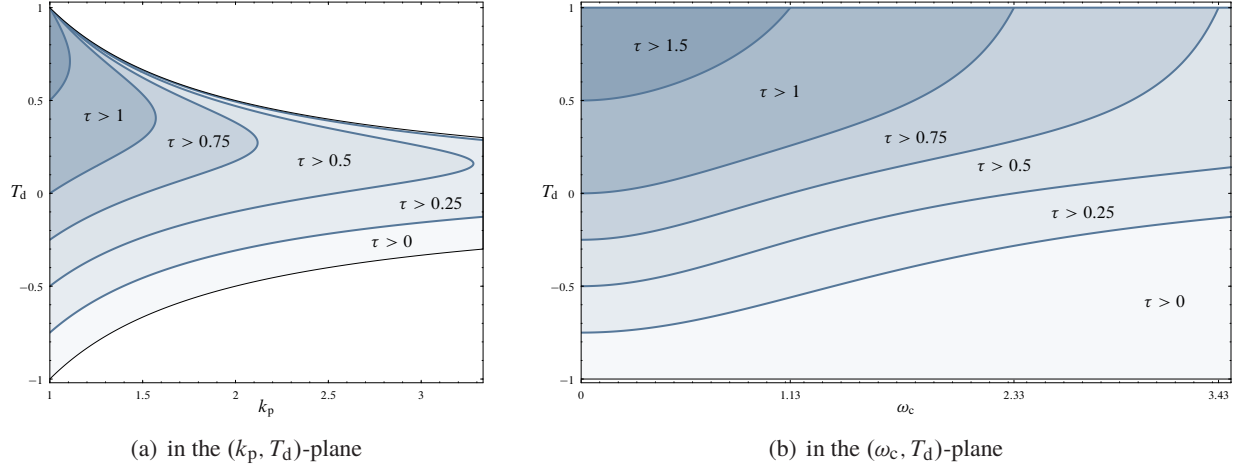 1
0.5
T_d 0
−0.5
−1
τ > 1
τ > 0.75
τ > 0.5
τ > 0.25
τ > 0
1 1.5 2 2.5 3
k_p
(a) in the (k_p, T_d)-plane
1
0.5
T_d 0
−0.5
−1
τ > 1.5
τ > 1
τ > 0.75
τ > 0.5
τ > 0.25
τ > 0
0 1.13 2.33 3.43
ω_c
(b) in the (ω_c, T_d)-plane